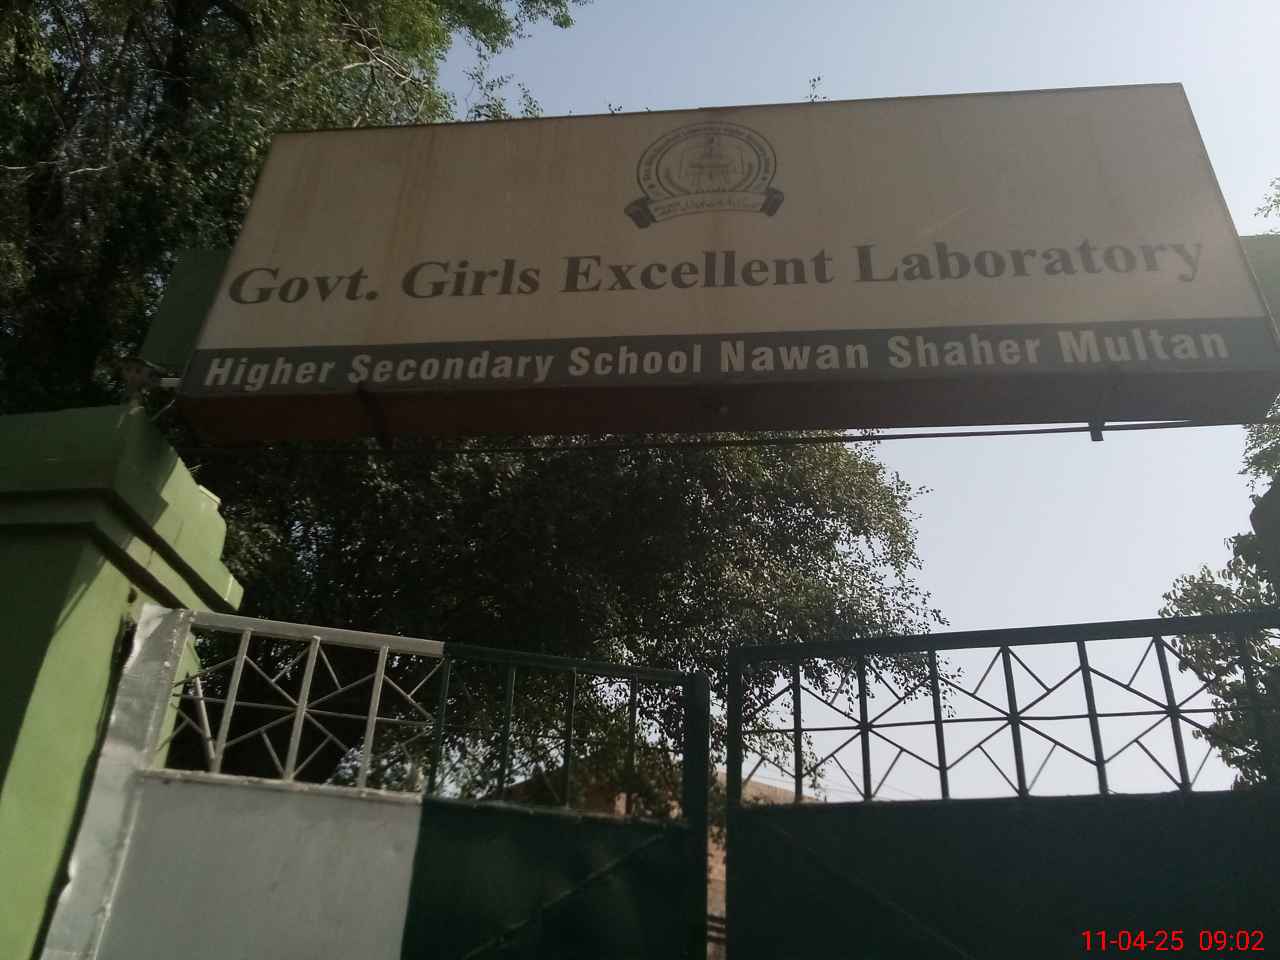 Govt. Girls Excellent Laboratory
Higher Secondary School Nawan Shaher Multan
11-04-25 09:02